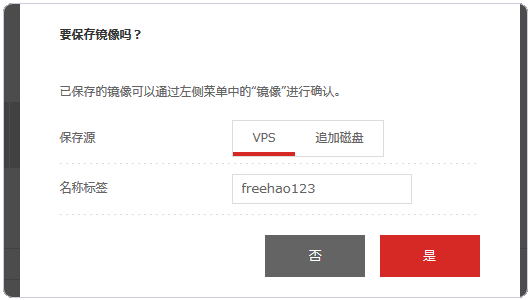 要保存镜像吗？
已保存的镜像可以通过左侧菜单中的“镜像”进行确认。
保存源 VPS 追加磁盘
名称标签 freehao123
否 是